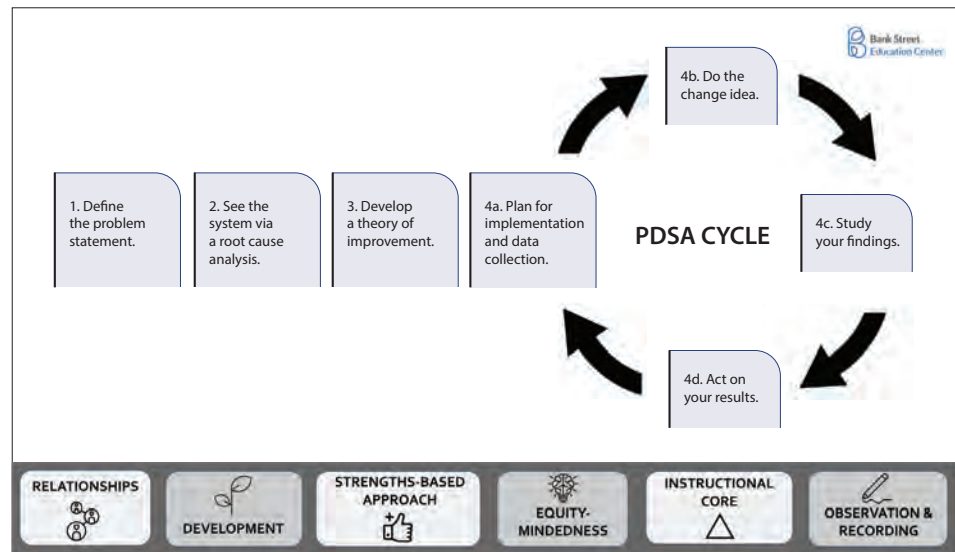 Bank Street
Education Center
4b. Do the
change idea.
1. Define
the problem
statement.
2. See the
system via
a root cause
analysis.
3. Develop
a theory of
improvement.
4a. Plan for
implementation
and data
collection.
PDSA CYCLE
4c. Study
your findings.
4d. Act on
your results.
RELATIONSHIPS
DEVELOPMENT
STRENGTHS-BASED
APPROACH
EQUITY-
MINDEDNESS
INSTRUCTIONAL
CORE
OBSERVATION &
RECORDING